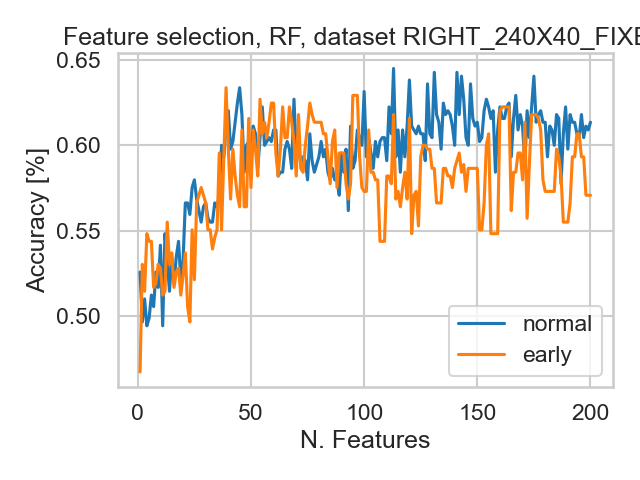 Feature selection, RF, dataset RIGHT_240X40_FIXE
0.65
0.60
0.55
0.50
Accuracy [%]
normal
early
0 50 100 150 200
N. Features